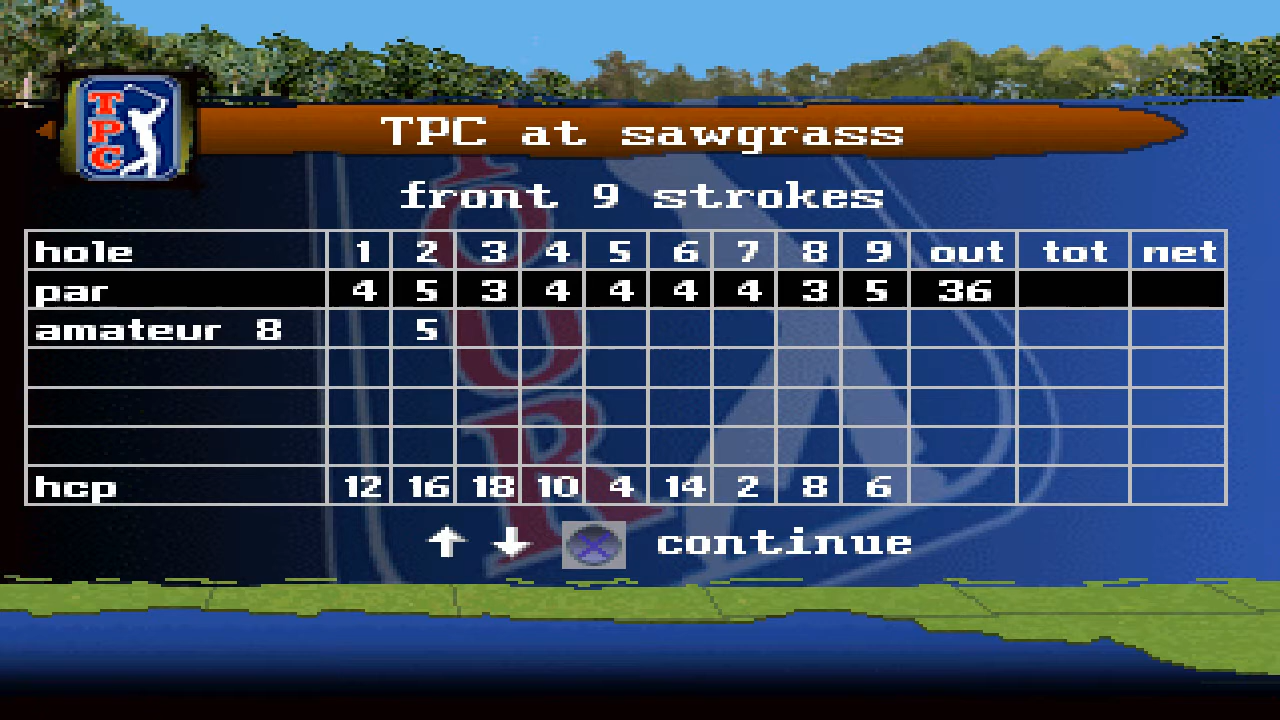 TPC
TPC at sawgrass
front 9 strokes
hole 1 2 3 4 5 6 7 8 9 out tot net
par 4 5 3 4 4 4 4 3 5 36
amateur 8 5
hcp 12 16 18 10 4 14 2 8 6
TOUR
continue